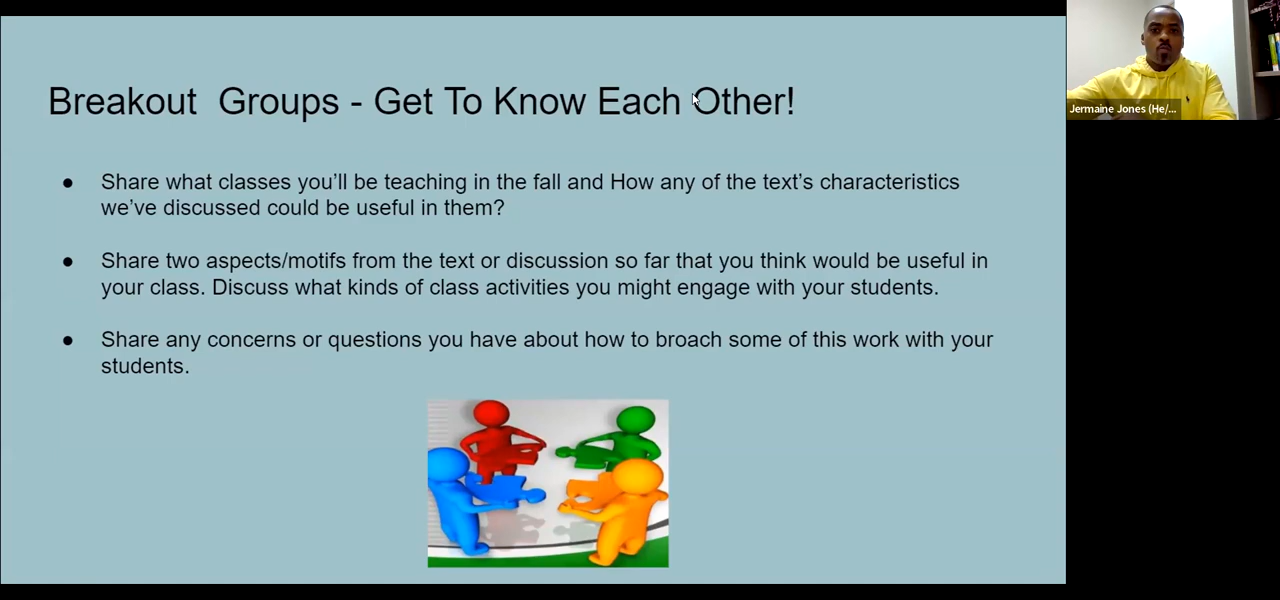 Breakout  Groups - Get To Know Each Other!
● Share what classes you'll be teaching in the fall and How any of the text's characteristics
we've discussed could be useful in them?
● Share two aspects/motifs from the text or discussion so far that you think would be useful in
your class. Discuss what kinds of class activities you might engage with your students.
● Share any concerns or questions you have about how to broach some of this work with your
students.
Jermaine Jones (He/...